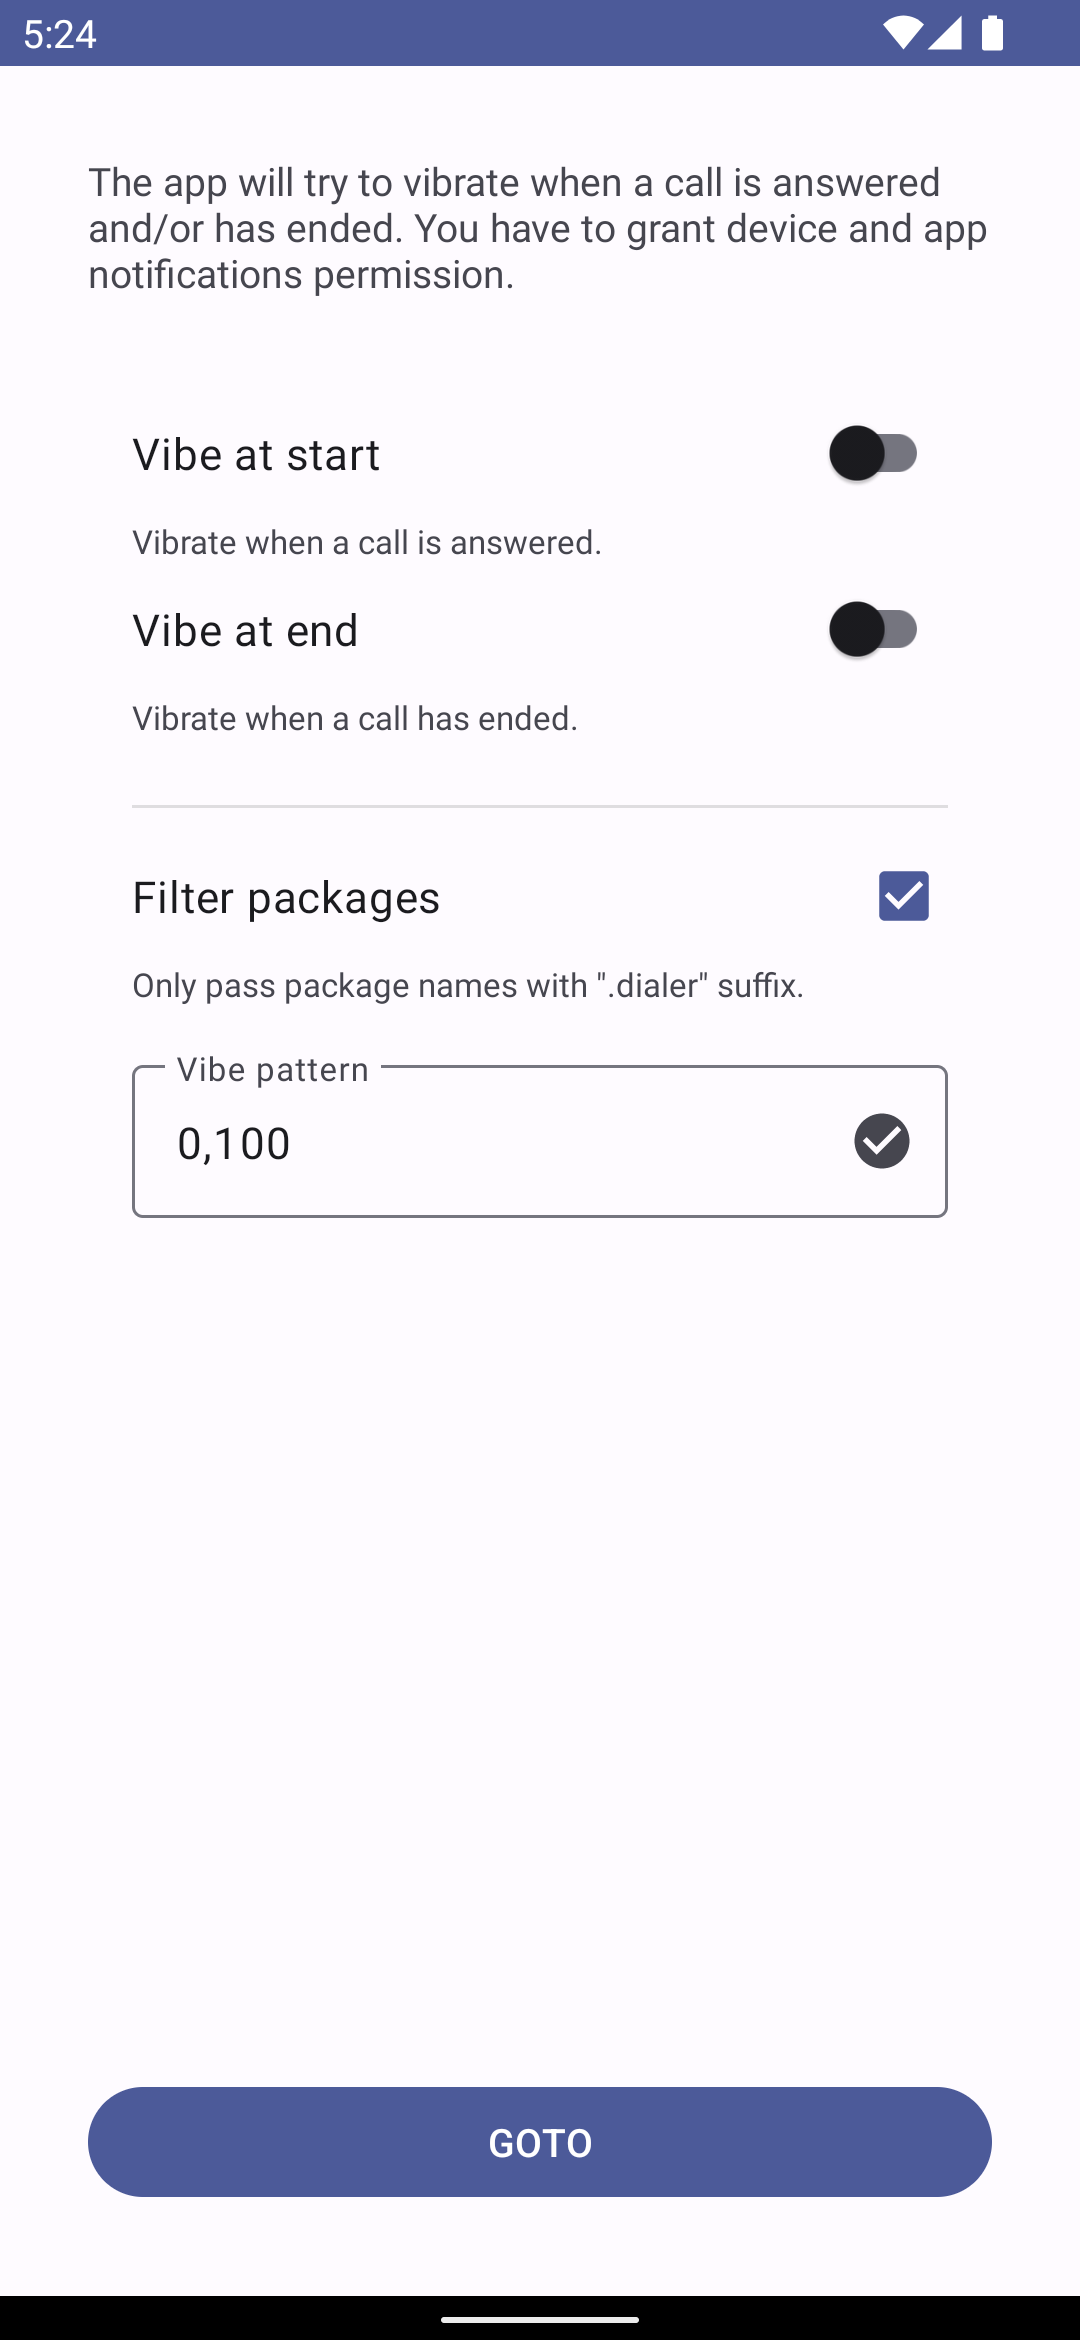 5:24
The app will try to vibrate when a call is answered
and/or has ended. You have to grant device and app
notifications permission.
Vibe at start
Vibrate when a call is answered.
Vibe at end
Vibrate when a call has ended.
Filter packages
Only pass package names with ".dialer" suffix.
Vibe pattern
0,100
GOTO